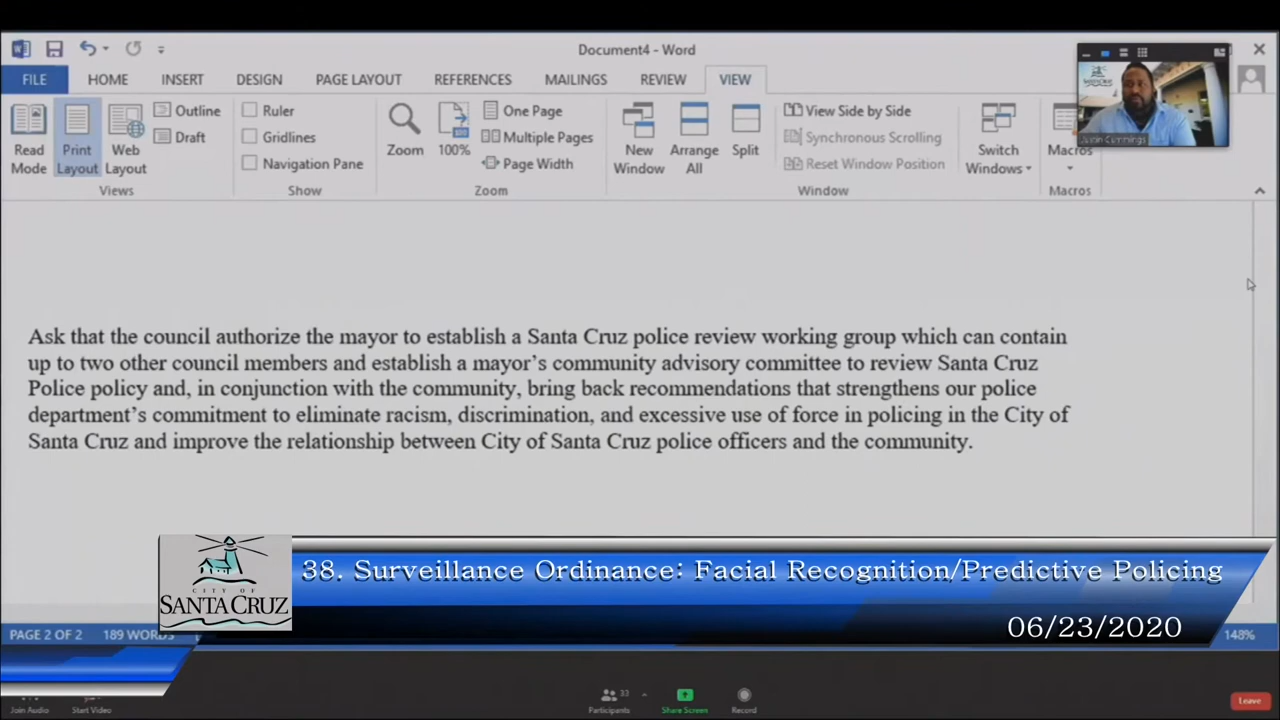 Document4 - Word
FILE HOME INSERT DESIGN PAGE LAYOUT REFERENCES MAILINGS REVIEW VIEW
Read Mode
Print Layout
Web Layout
Outline
Draft
Views
Ruler
Gridlines
Navigation Pane
Show
Zoom
100%
One Page
Multiple Pages
Page Width
Zoom
New Window
Arrange All
Split
View Side by Side
Synchronous Scrolling
Reset Window Position
Window
Switch Windows
Macros
Macros
Justin Cummings
Ask that the council authorize the mayor to establish a Santa Cruz police review working group which can contain
up to two other council members and establish a mayor's community advisory committee to review Santa Cruz
Police policy and, in conjunction with the community, bring back recommendations that strengthens our police
department's commitment to eliminate racism, discrimination, and excessive use of force in policing in the City of
Santa Cruz and improve the relationship between City of Santa Cruz police officers and the community.
CITY OF
SANTA CRUZ
38. Surveillance Ordinance: Facial Recognition/Predictive Policing
06/23/2020
PAGE 2 OF 2 189 WORDS
148%
Join Audio
Start Video
Participants 33
Share Screen
Record
Leave